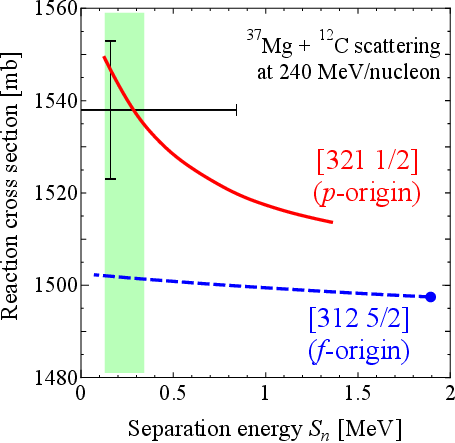 1560
1540
1520
1500
1480
Reaction cross section [mb]
³⁷Mg + ¹²C scattering
at 240 MeV/nucleon
[321 1/2]
(p-origin)
[312 5/2]
(f-origin)
0 0.5 1 1.5 2
Separation energy Sₙ [MeV]